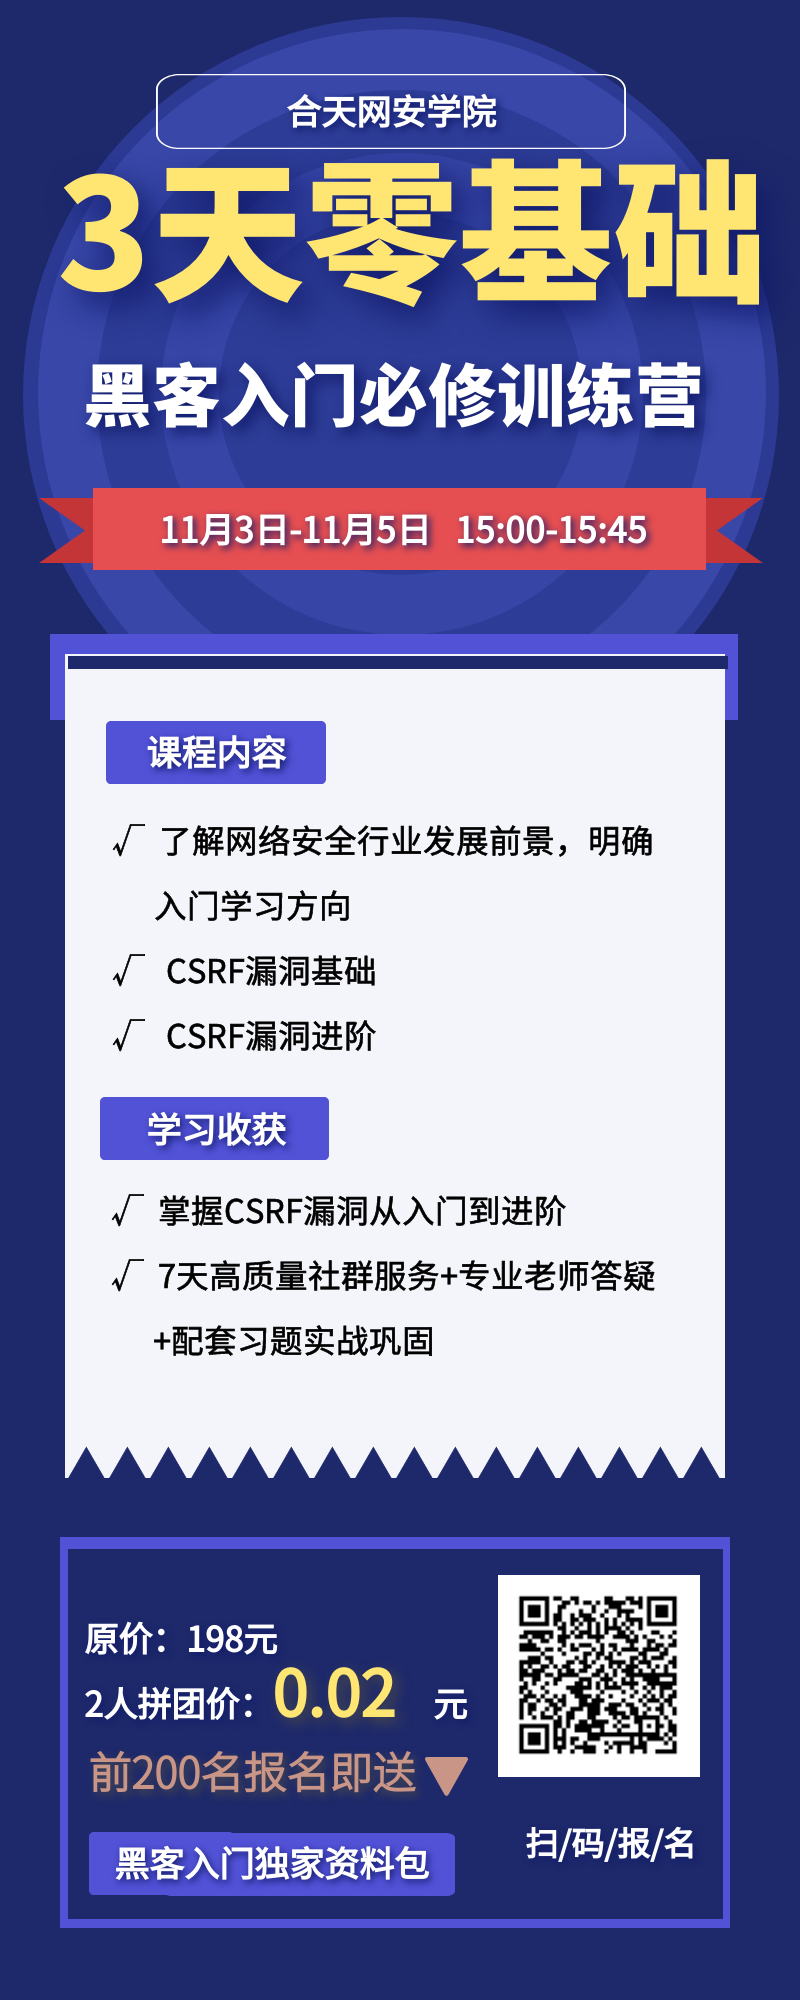 合天网安学院
3天零基础
黑客入门必修训练营
11月3日-11月5日 15:00-15:45
课程内容
√ 了解网络安全行业发展前景，明确
入门学习方向
√ CSRF漏洞基础
√ CSRF漏洞进阶
学习收获
√ 掌握CSRF漏洞从入门到进阶
√ 7天高质量社群服务+专业老师答疑
+配套习题实战巩固
原价：198元
2人拼团价：0.02 元
前200名报名即送
黑客入门独家资料包
扫/码/报/名